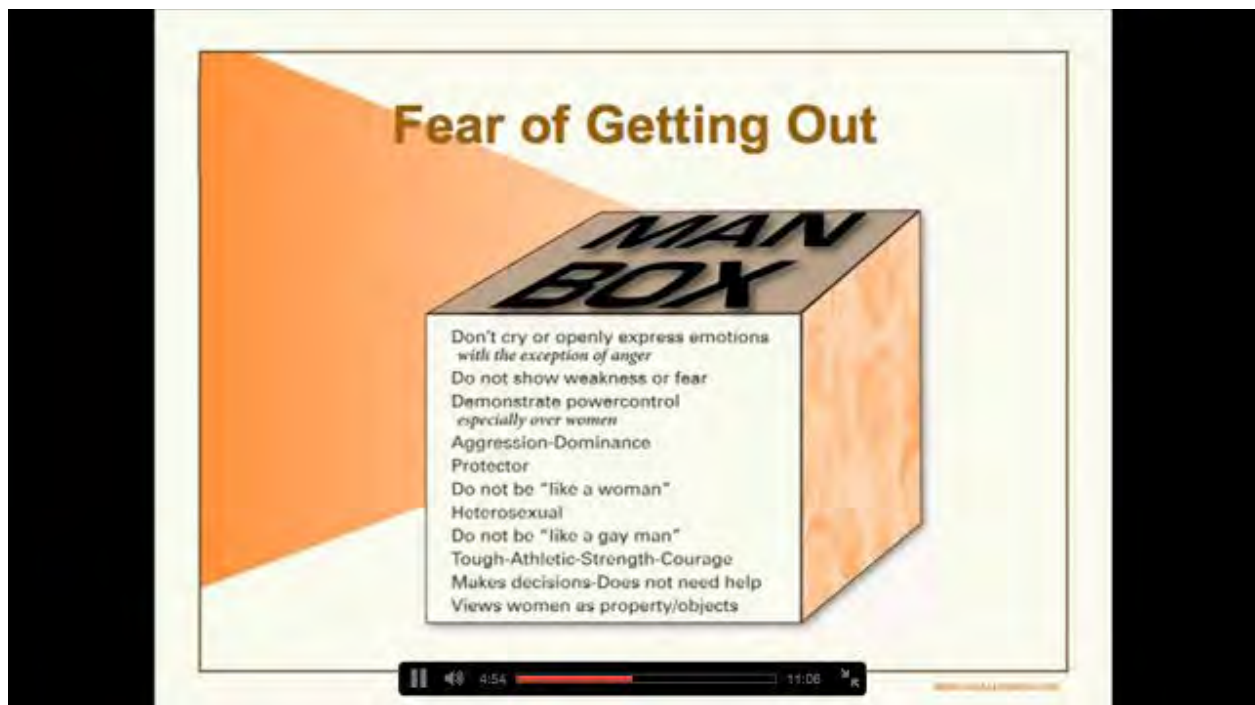 Fear of Getting Out
MAN
BOX
Don't cry or openly express emotions
with the exception of anger
Do not show weakness or fear
Demonstrate powercontrol
especially over women
Aggression-Dominance
Protector
Do not be "like a woman"
Heterosexual
Do not be "like a gay man"
Tough-Athletic-Strength-Courage
Makes decisions-Does not need help
Views women as property/objects
4:54 11:06